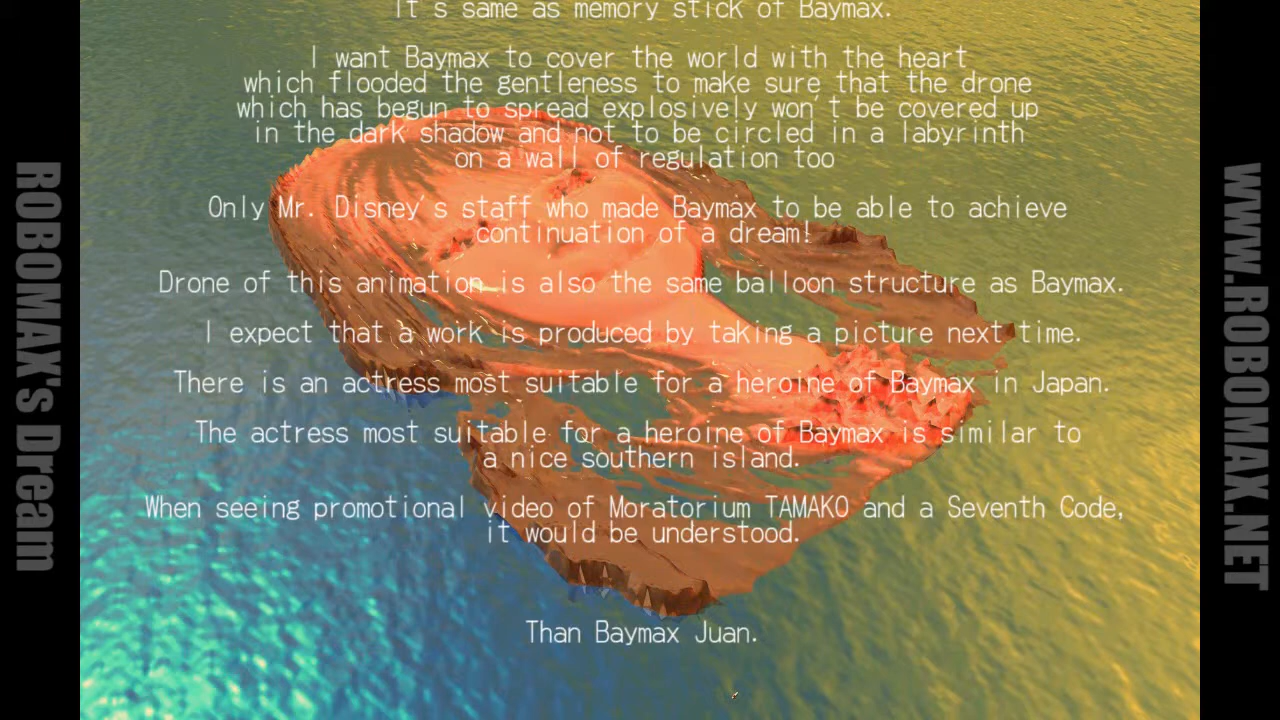 It's same as memory stick of Baymax.
I want Baymax to cover the world with the heart
which flooded the gentleness to make sure that the drone
which has begun to spread explosively won't be covered up
in the dark shadow and not to be circled in a labyrinth
on a wall of regulation too
Only Mr. Disney's staff who made Baymax to be able to achieve
continuation of a dream!
Drone of this animation is also the same balloon structure as Baymax.
I expect that a work is produced by taking a picture next time.
There is an actress most suitable for a heroine of Baymax in Japan.
The actress most suitable for a heroine of Baymax is similar to
a nice southern island.
When seeing promotional video of Moratorium TAMAKO and a Seventh Code,
it would be understood.
Than Baymax Juan.
ROBOMAX's Dream
www.ROBOMAX.NET